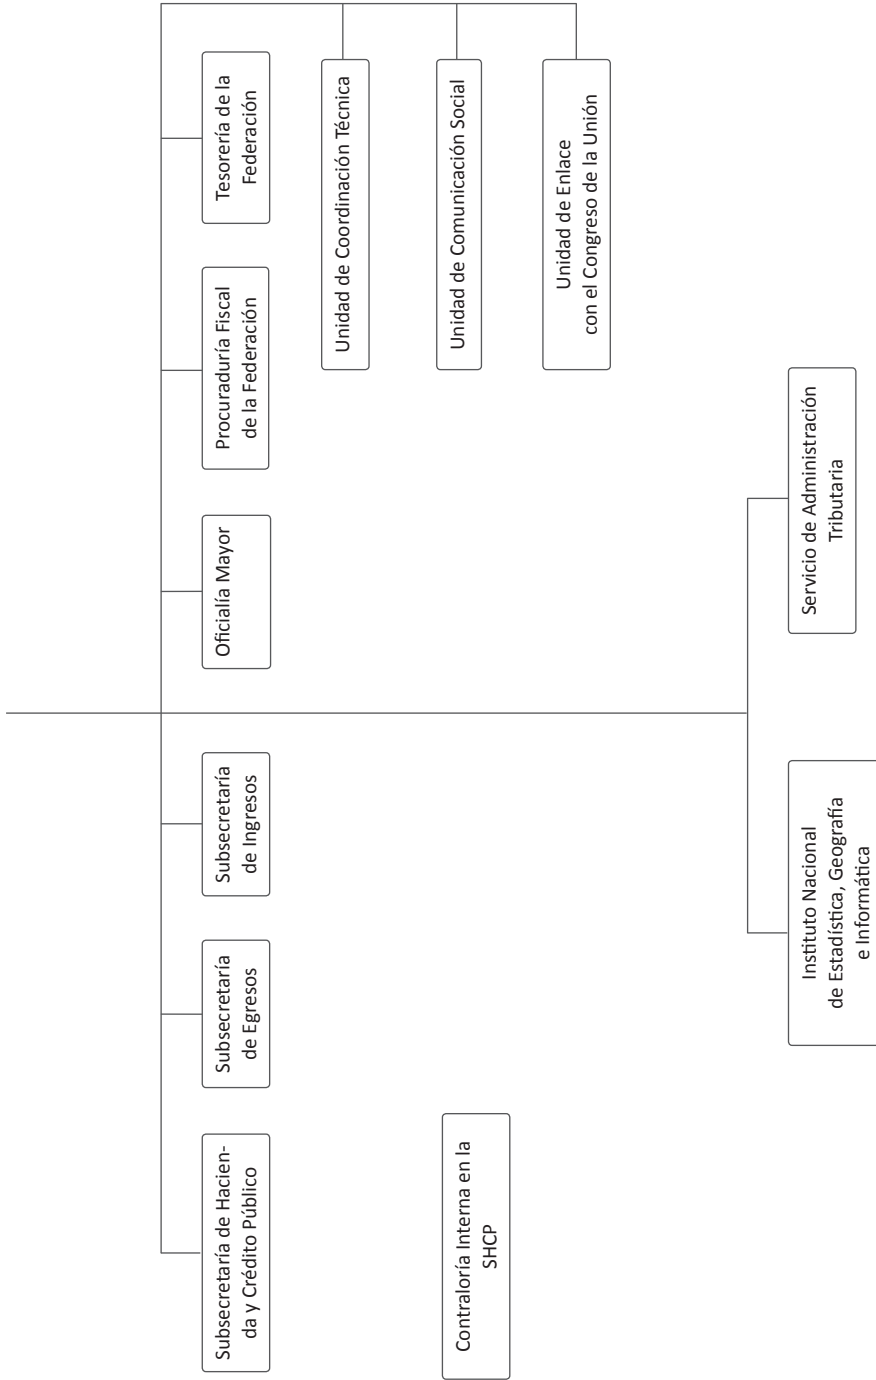 Subsecretaría de Hacien-
da y Crédito Público
Subsecretaría
de Egresos
Subsecretaría
de Ingresos
Oficialía Mayor
Procuraduría Fiscal
de la Federación
Tesorería de la
Federación
Unidad de Coordinación Técnica
Contraloría Interna en la
SHCP
Unidad de Comunicación Social
Unidad de Enlace
con el Congreso de la Unión
Instituto Nacional
de Estadística, Geografía
e Informática
Servicio de Administración
Tributaria